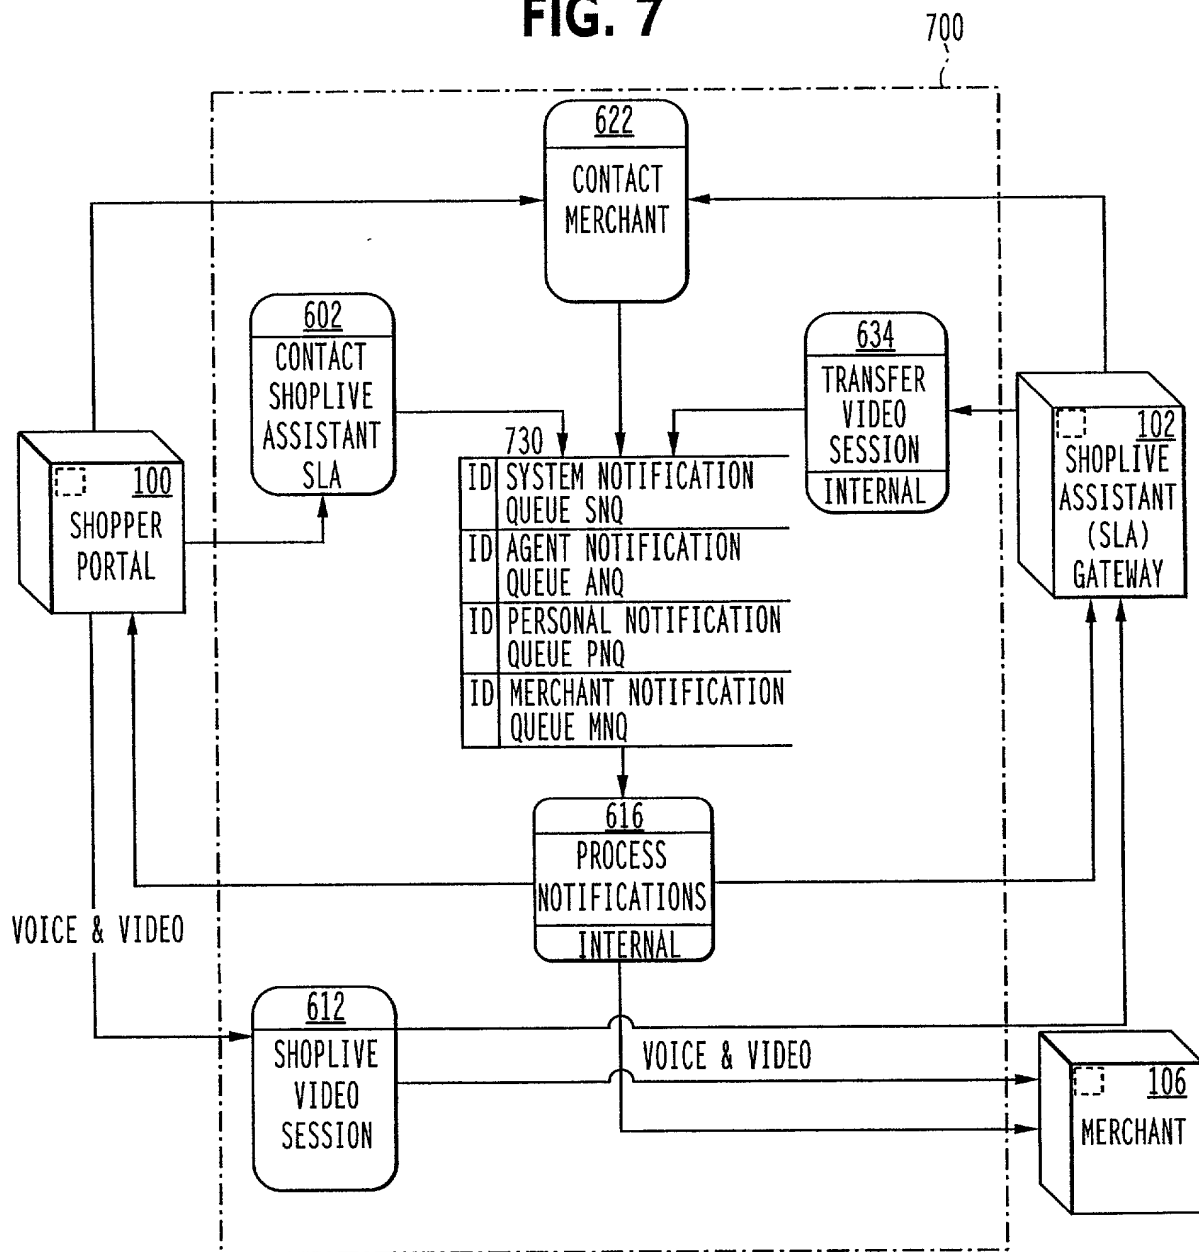 FIG. 7
700
622
CONTACT
MERCHANT
602
CONTACT
SHOPLIVE
ASSISTANT
SLA
634
TRANSFER
VIDEO
SESSION
INTERNAL
100
SHOPPER
PORTAL
102
SHOPLIVE
ASSISTANT
(SLA)
GATEWAY
730
ID SYSTEM NOTIFICATION
QUEUE SNQ
ID AGENT NOTIFICATION
QUEUE ANQ
ID PERSONAL NOTIFICATION
QUEUE PNQ
ID MERCHANT NOTIFICATION
QUEUE MNQ
616
PROCESS
NOTIFICATIONS
INTERNAL
VOICE & VIDEO
612
SHOPLIVE
VIDEO
SESSION
VOICE & VIDEO
106
MERCHANT